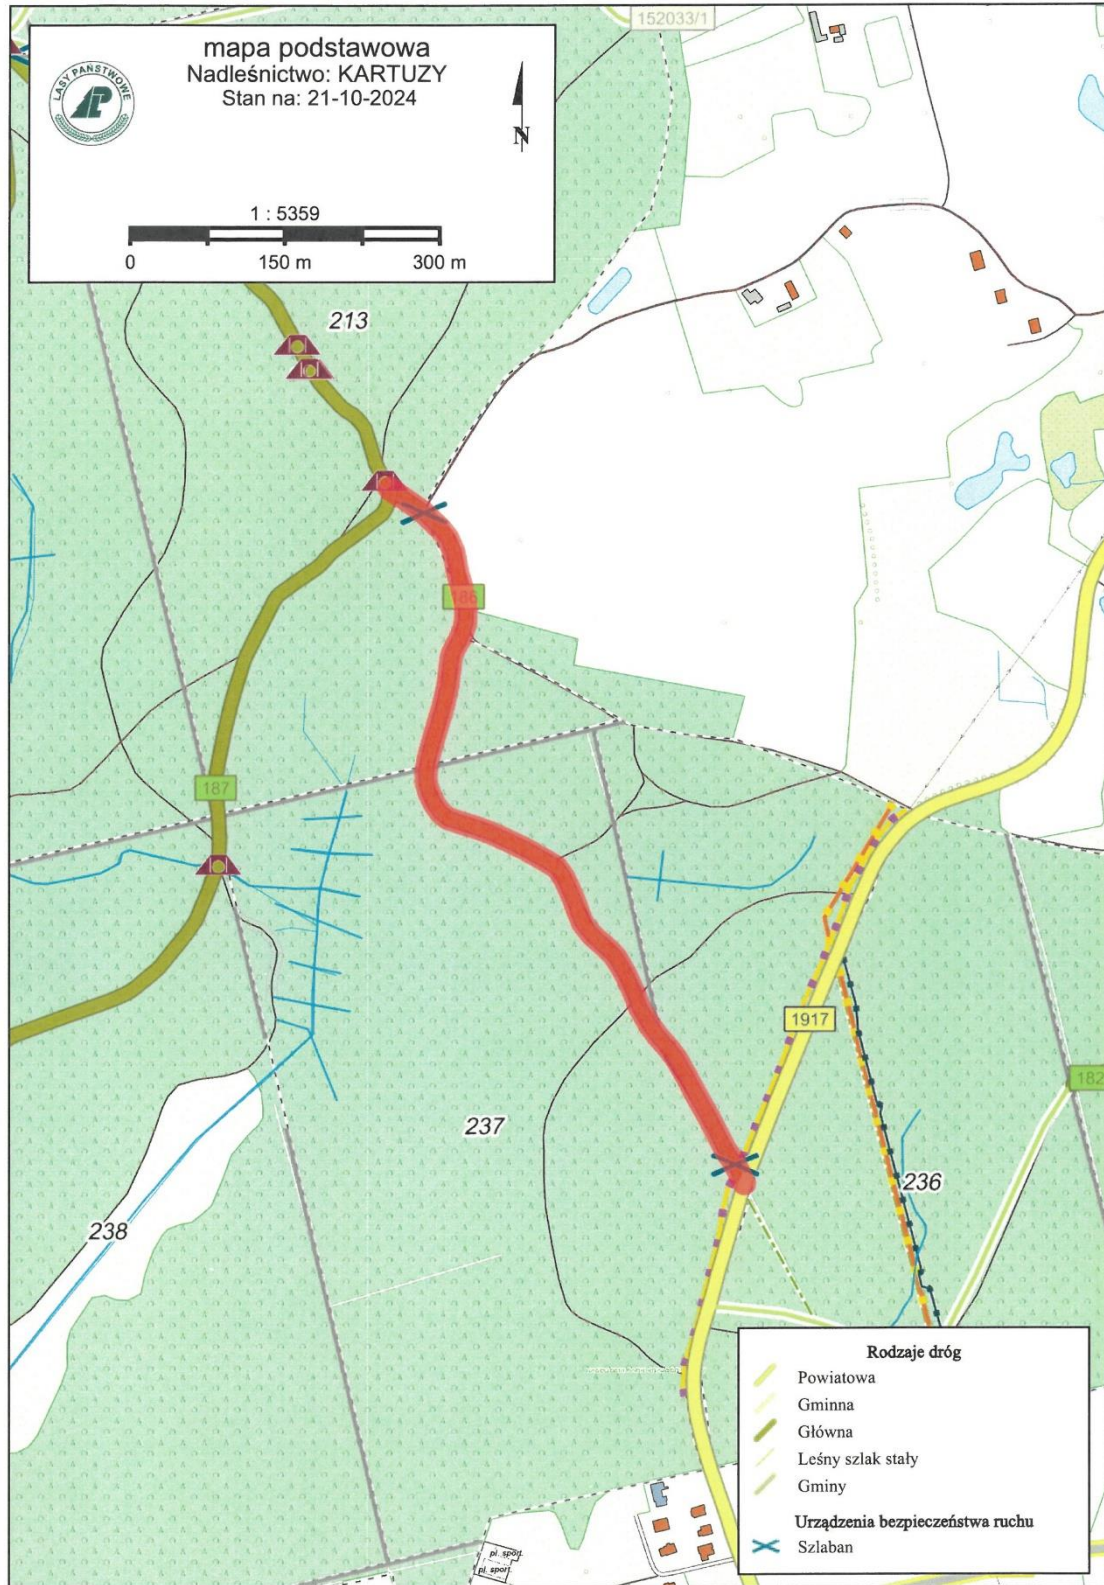 152033/1
mapa podstawowa
Nadleśnictwo: KARTUZY
Stan na: 21-10-2024
LASY PAŃSTWOWE
N
1 : 5359
0 150 m 300 m
213
186
187
1917
182
237
236
238
Rodzaje dróg
Powiatowa
Gminna
Główna
Leśny szlak stały
Gminy
Urządzenia bezpieczeństwa ruchu
Szlaban
pl. sport.
pl. sport.